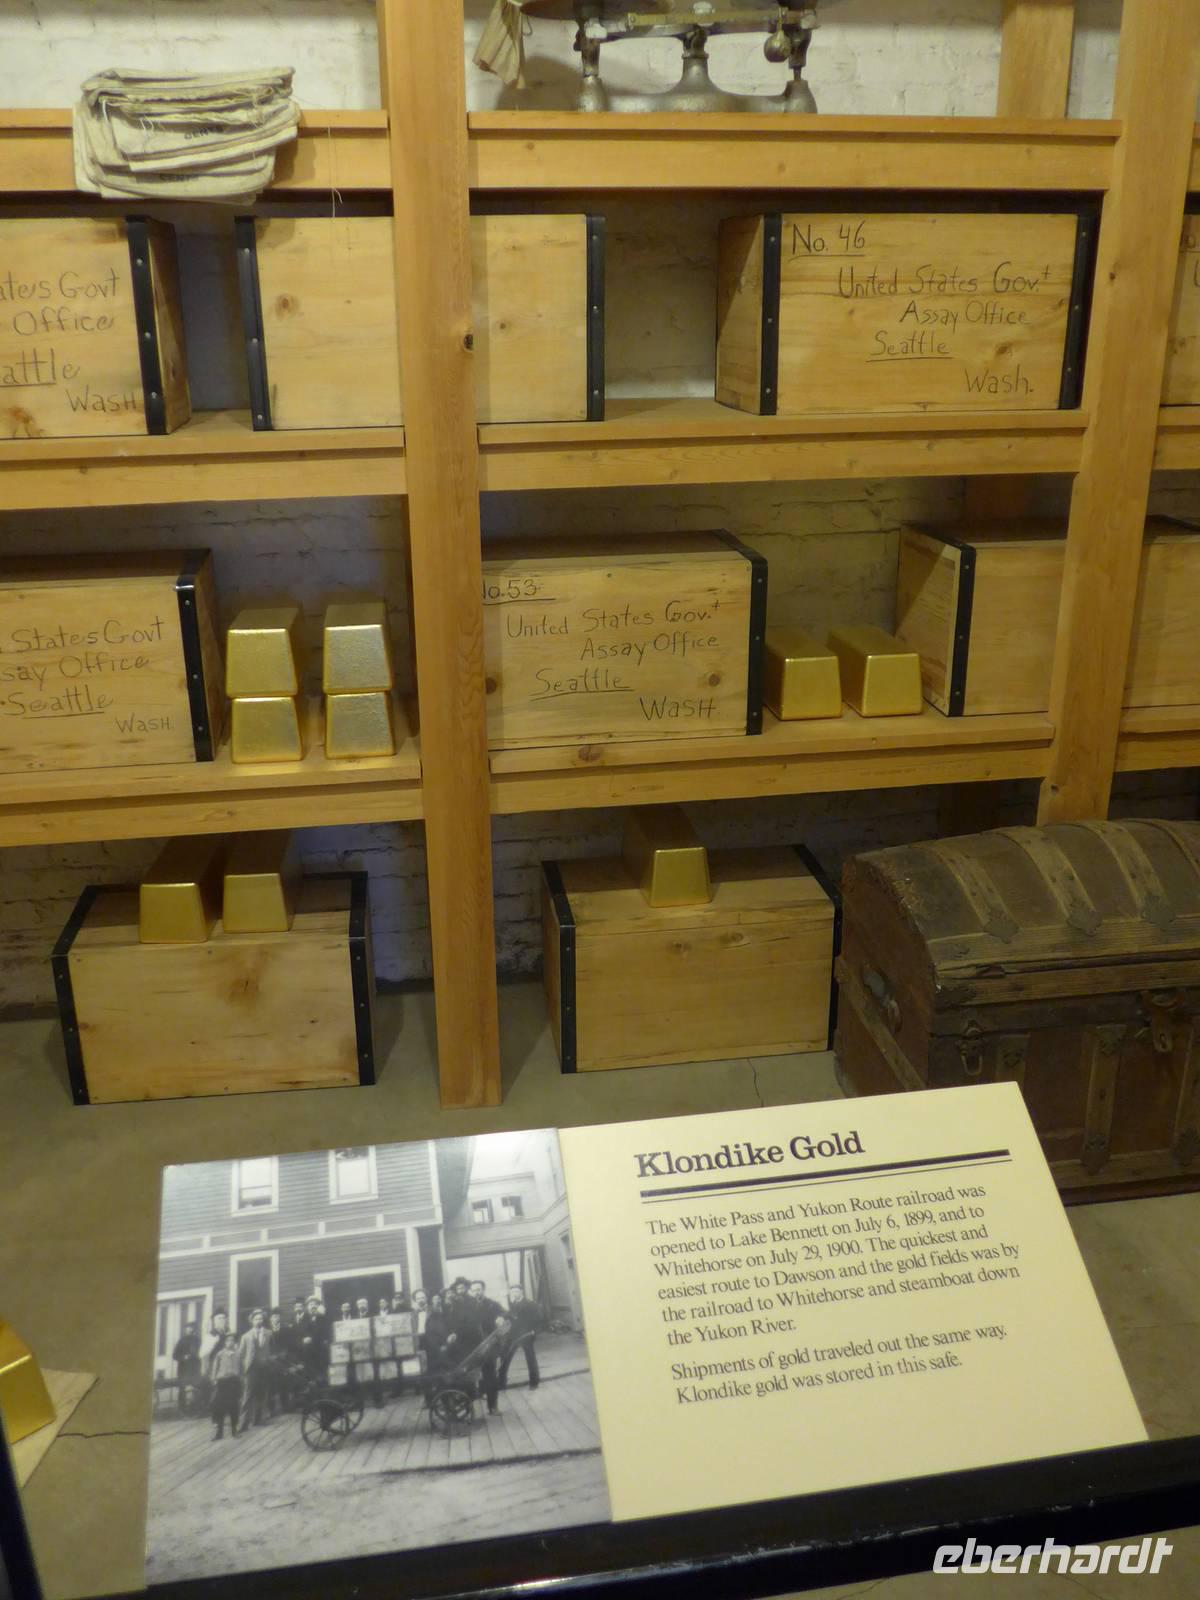 CENTS
CENTS
ates Govt
Office
attle
Wash
No. 46
United States Gov.t
Assay Office
Seattle
Wash.
States Govt
say Office
Seattle
Wash.
No. 53
United States Gov.t
Assay Office
Seattle
Wash.
Klondike Gold
The White Pass and Yukon Route railroad was
opened to Lake Bennett on July 6, 1899, and to
Whitehorse on July 29, 1900. The quickest and
easiest route to Dawson and the gold fields was by
the railroad to Whitehorse and steamboat down
the Yukon River.
Shipments of gold traveled out the same way.
Klondike gold was stored in this safe.
eberhardt